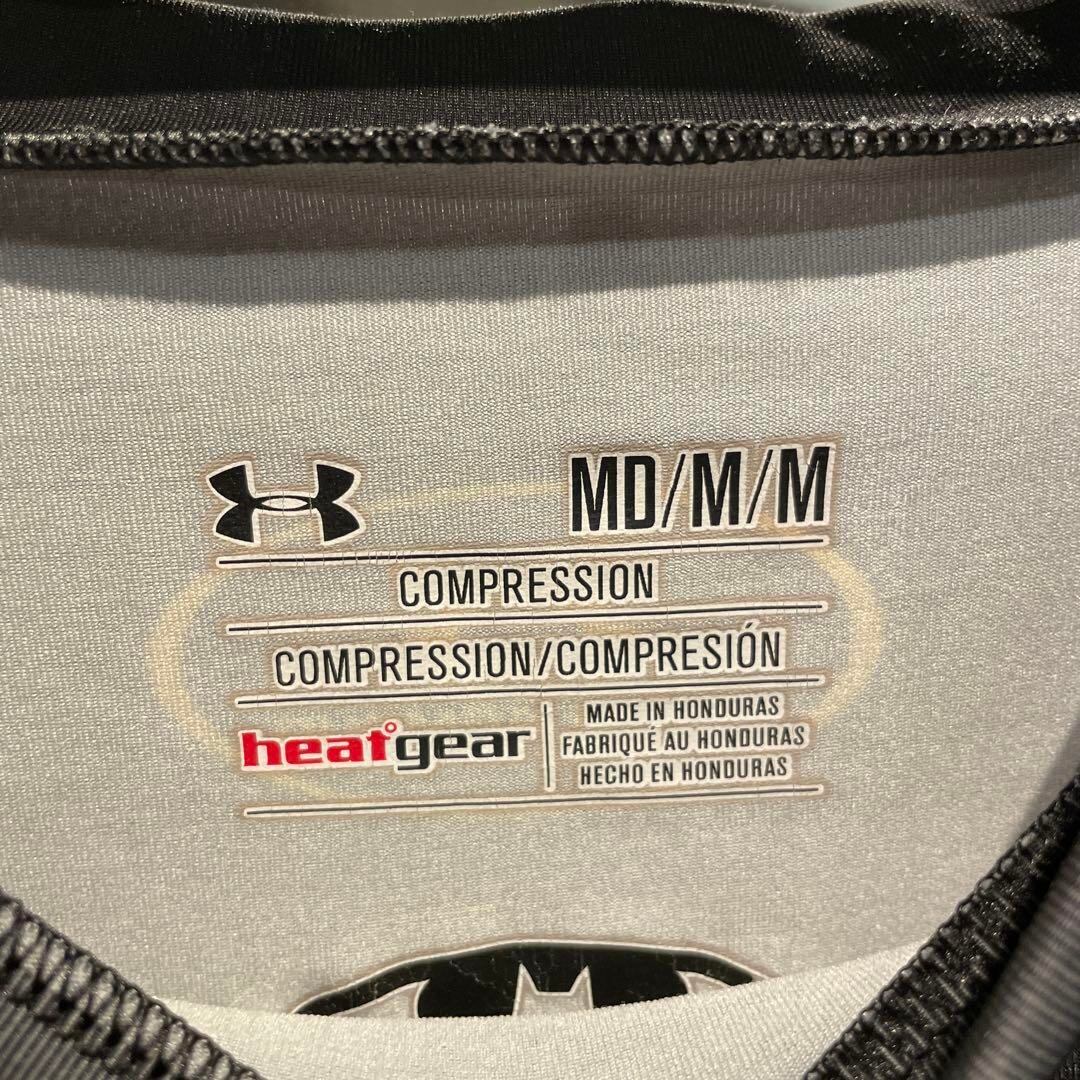 MD/M/M
COMPRESSION
COMPRESSION/COMPRESIÓN
heatgear
MADE IN HONDURAS
FABRIQUÉ AU HONDURAS
HECHO EN HONDURAS